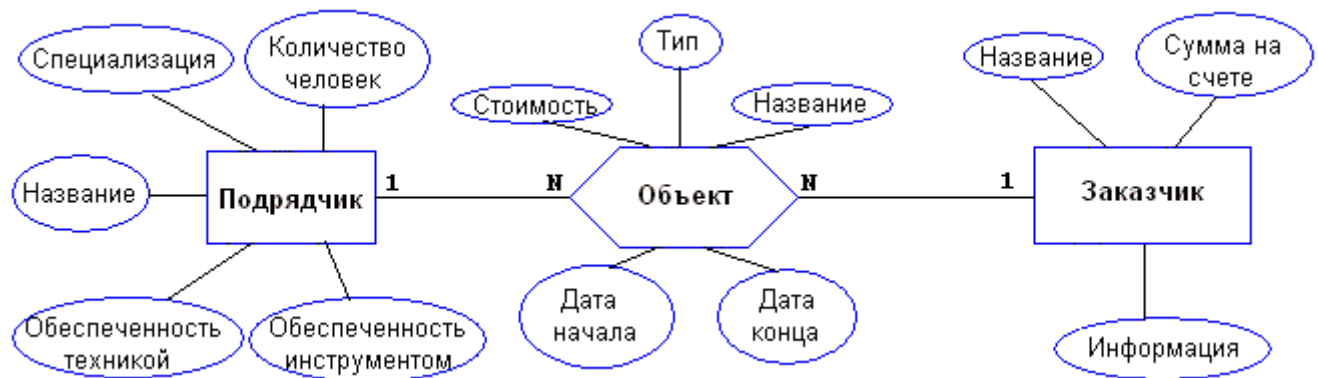 Специализация
Количество
человек
Тип
Название
Сумма на
счете
Стоимость
Название
Название
Подрядчик
1
N
Объект
N
1
Заказчик
Обеспеченность
техникой
Обеспеченность
инструментом
Дата
начала
Дата
конца
Информация